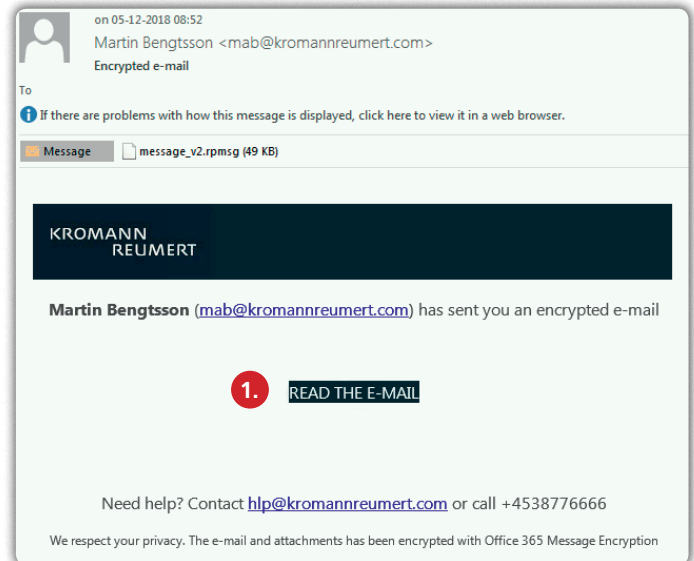 on 05-12-2018 08:52
Martin Bengtsson <mab@kromannreumert.com>
Encrypted e-mail
To
If there are problems with how this message is displayed, click here to view it in a web browser.
Message message_v2.rpmsg (49 KB)
KROMANN
REUMERT
Martin Bengtsson (mab@kromannreumert.com) has sent you an encrypted e-mail
1. READ THE E-MAIL
Need help? Contact hlp@kromannreumert.com or call +4538776666
We respect your privacy. The e-mail and attachments has been encrypted with Office 365 Message Encryption